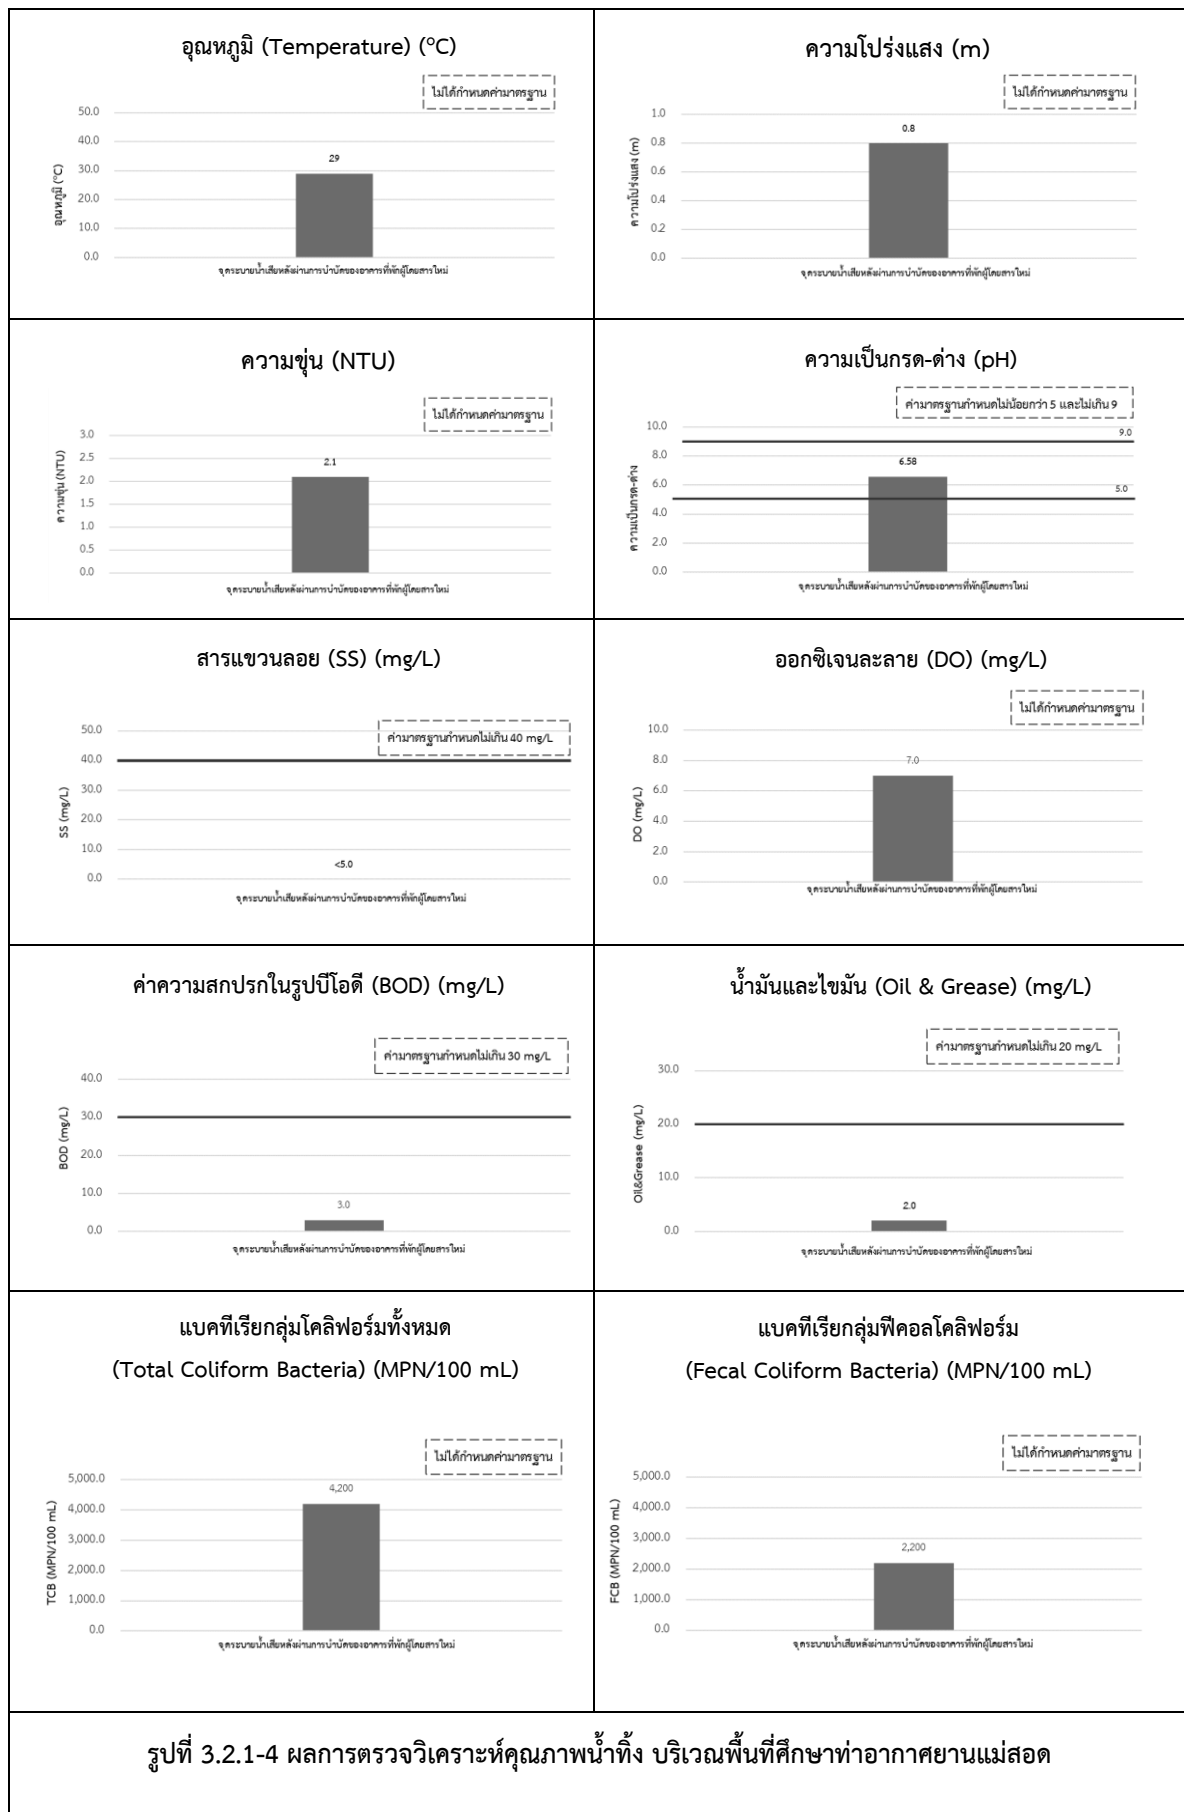 อุณหภูมิ (Temperature) (°C)
ไม่ได้กำหนดค่ามาตรฐาน
50.0
40.0
30.0
20.0
10.0
0.0
อุณหภูมิ (°C)
29
จุดระบายน้ำเสียหลังผ่านการบำบัดของอาคารที่พักผู้โดยสารใหม่
ความโปร่งแสง (m)
ไม่ได้กำหนดค่ามาตรฐาน
1.0
0.8
0.6
0.4
0.2
0.0
ความโปร่งแสง (m)
0.8
จุดระบายน้ำเสียหลังผ่านการบำบัดของอาคารที่พักผู้โดยสารใหม่
ความขุ่น (NTU)
ไม่ได้กำหนดค่ามาตรฐาน
3.0
2.5
2.0
1.5
1.0
0.5
0.0
ความขุ่น (NTU)
2.1
จุดระบายน้ำเสียหลังผ่านการบำบัดของอาคารที่พักผู้โดยสารใหม่
ความเป็นกรด-ด่าง (pH)
ค่ามาตรฐานกำหนดไม่น้อยกว่า 5 และไม่เกิน 9
10.0
8.0
6.0
4.0
2.0
0.0
ความเป็นกรด-ด่าง
9.0
6.58
5.0
จุดระบายน้ำเสียหลังผ่านการบำบัดของอาคารที่พักผู้โดยสารใหม่
สารแขวนลอย (SS) (mg/L)
ค่ามาตรฐานกำหนดไม่เกิน 40 mg/L
50.0
40.0
30.0
20.0
10.0
0.0
SS (mg/L)
<5.0
จุดระบายน้ำเสียหลังผ่านการบำบัดของอาคารที่พักผู้โดยสารใหม่
ออกซิเจนละลาย (DO) (mg/L)
ไม่ได้กำหนดค่ามาตรฐาน
10.0
8.0
6.0
4.0
2.0
0.0
DO (mg/L)
7.0
จุดระบายน้ำเสียหลังผ่านการบำบัดของอาคารที่พักผู้โดยสารใหม่
ค่าความสกปรกในรูปบีโอดี (BOD) (mg/L)
ค่ามาตรฐานกำหนดไม่เกิน 30 mg/L
40.0
30.0
20.0
10.0
0.0
BOD (mg/L)
3.0
จุดระบายน้ำเสียหลังผ่านการบำบัดของอาคารที่พักผู้โดยสารใหม่
น้ำมันและไขมัน (Oil & Grease) (mg/L)
ค่ามาตรฐานกำหนดไม่เกิน 20 mg/L
30.0
20.0
10.0
0.0
Oil&Grease (mg/L)
2.0
จุดระบายน้ำเสียหลังผ่านการบำบัดของอาคารที่พักผู้โดยสารใหม่
แบคทีเรียกลุ่มโคลิฟอร์มทั้งหมด
(Total Coliform Bacteria) (MPN/100 mL)
ไม่ได้กำหนดค่ามาตรฐาน
5,000.0
4,000.0
3,000.0
2,000.0
1,000.0
0.0
TCB (MPN/100 mL)
4,200
จุดระบายน้ำเสียหลังผ่านการบำบัดของอาคารที่พักผู้โดยสารใหม่
แบคทีเรียกลุ่มฟีคอลโคลิฟอร์ม
(Fecal Coliform Bacteria) (MPN/100 mL)
ไม่ได้กำหนดค่ามาตรฐาน
5,000.0
4,000.0
3,000.0
2,000.0
1,000.0
0.0
FCB (MPN/100 mL)
2,200
จุดระบายน้ำเสียหลังผ่านการบำบัดของอาคารที่พักผู้โดยสารใหม่
รูปที่ 3.2.1-4 ผลการตรวจวิเคราะห์คุณภาพน้ำทิ้ง บริเวณพื้นที่ศึกษาท่าอากาศยานแม่สอด